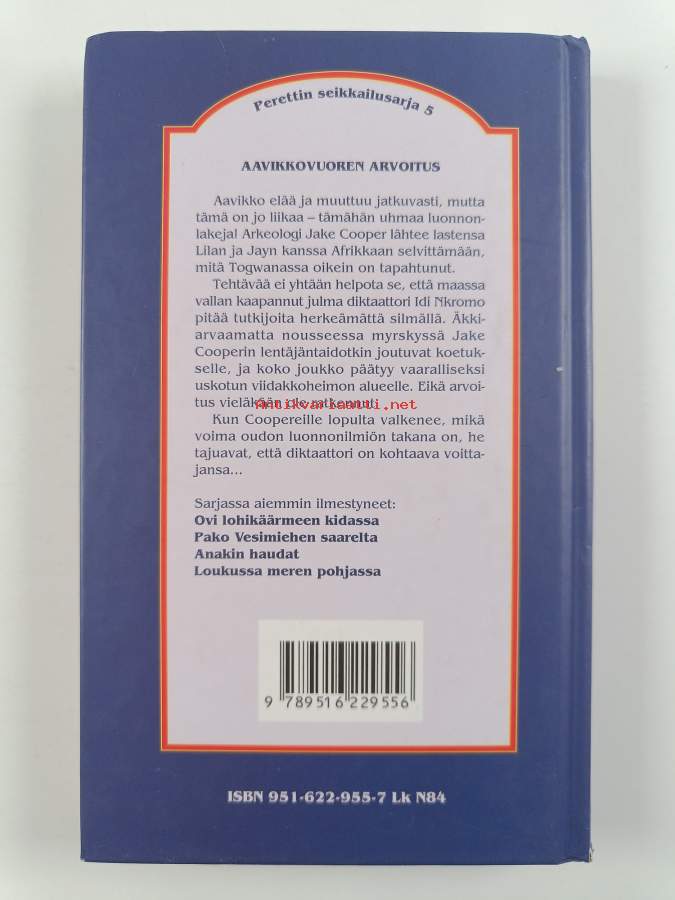 Perettin seikkailusarja 5
AAVIKKOVUOREN ARVOITUS
Aavikko elää ja muuttuu jatkuvasti, mutta
tämä on jo liikaa – tämähän uhmaa luonnon-
lakeja! Arkeologi Jake Cooper lähtee lastensa
Lilan ja Jayn kanssa Afrikkaan selvittämään,
mitä Togwanassa oikein on tapahtunut.
Tehtävää ei yhtään helpota se, että maassa
vallan kaapannut julma diktaattori Idi Nkromo
pitää tutkijoita herkeämättä silmällä. Äkki-
arvaamatta nousseessa myrskyssä Jake
Cooperin lentäjäntaidotkin joutuvat koetuk-
selle, ja koko joukko päätyy vaaralliseksi
uskotun viidakkoheimon alueelle. Eikä arvoi-
tus vieläkään ole ratkennut.
Antikvariaatti.net
Kun Coopereille lopulta valkenee, mikä
voima oudon luonnonilmiön takana on, he
tajuavat, että diktaattori on kohtaava voitta-
jansa...
Sarjassa aiemmin ilmestyneet:
Ovi lohikäärmeen kidassa
Pako Vesimiehen saarelta
Anakin haudat
Loukussa meren pohjassa
9 789516 229556
ISBN 951-622-955-7 Lk N84